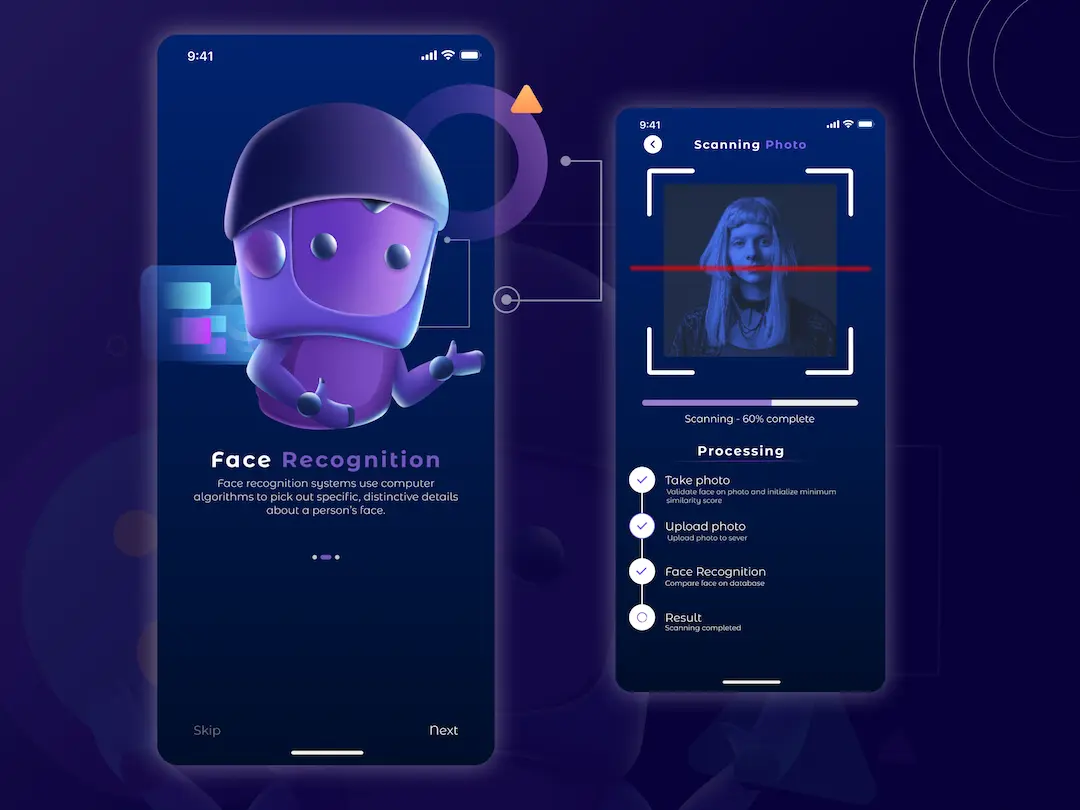 9:41
Face Recognition
Face recognition systems use computer
algorithms to pick out specific, distinctive details
about a person's face.
Skip
Next
9:41
Scanning Photo
Scanning - 60% complete
Processing
Take photo
Validate face on photo and initialize minimum
similarity score
Upload photo
Upload photo to sever
Face Recognition
Compare face on database
Result
Scanning completed